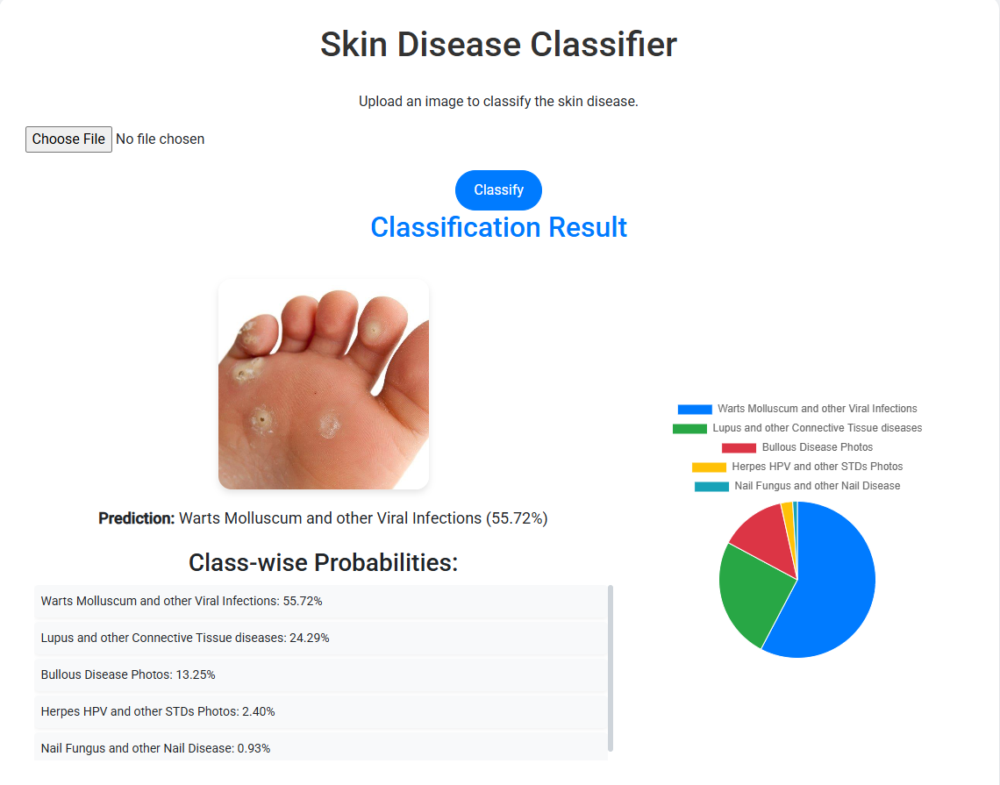 Skin Disease Classifier
Upload an image to classify the skin disease.
Choose File No file chosen
Classify
Classification Result
Prediction: Warts Molluscum and other Viral Infections (55.72%)
Class-wise Probabilities:
Warts Molluscum and other Viral Infections: 55.72%
Lupus and other Connective Tissue diseases: 24.29%
Bullous Disease Photos: 13.25%
Herpes HPV and other STDs Photos: 2.40%
Nail Fungus and other Nail Disease: 0.93%
Warts Molluscum and other Viral Infections
Lupus and other Connective Tissue diseases
Bullous Disease Photos
Herpes HPV and other STDs Photos
Nail Fungus and other Nail Disease